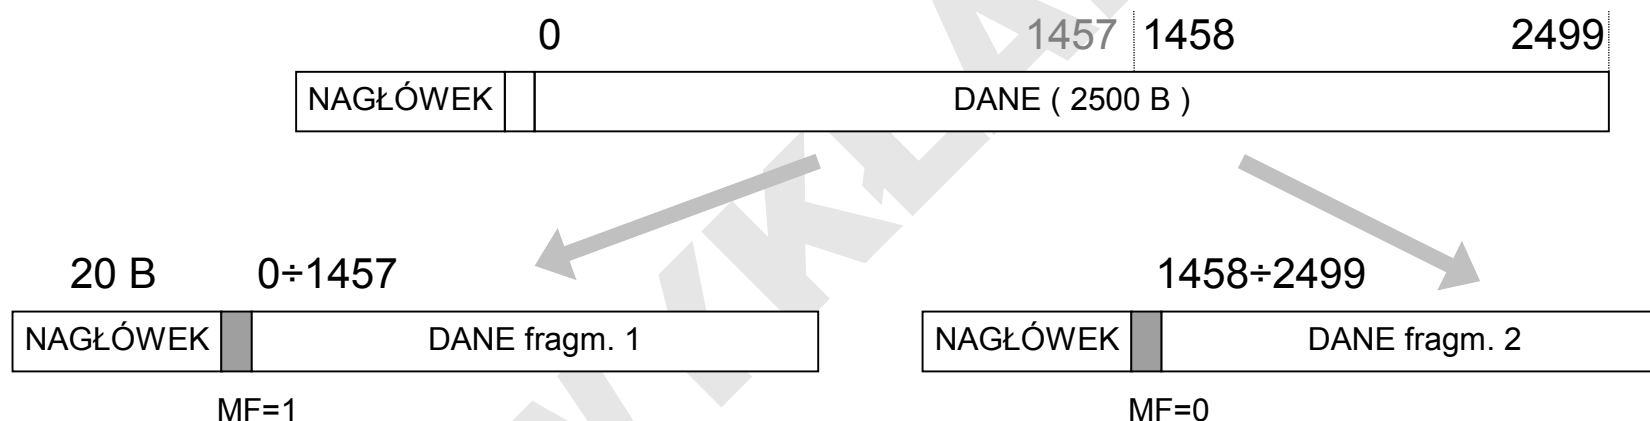 0 1457 1458 2499
NAGŁÓWEK DANE ( 2500 B )
20 B 0÷1457 1458÷2499
NAGŁÓWEK DANE fragm. 1 NAGŁÓWEK DANE fragm. 2
MF=1 MF=0